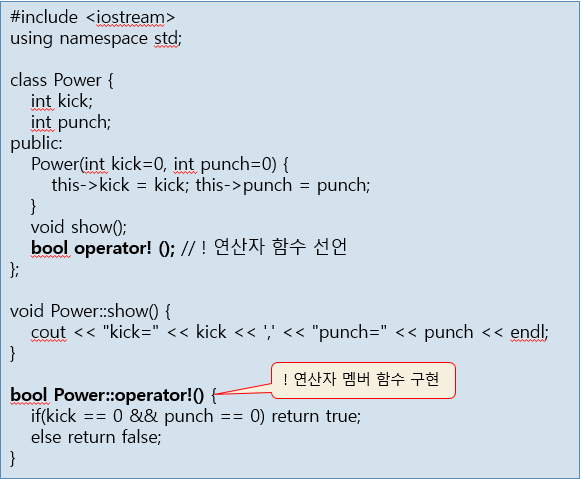 #include <iostream>
using namespace std;
class Power {
int kick;
int punch;
public:
Power(int kick=0, int punch=0) {
this->kick = kick; this->punch = punch;
}
void show();
bool operator! (); // ! 연산자 함수 선언
};
void Power::show() {
cout << "kick=" << kick << ',' << "punch=" << punch << endl;
}
! 연산자 멤버 함수 구현
bool Power::operator!() {
if(kick == 0 && punch == 0) return true;
else return false;
}